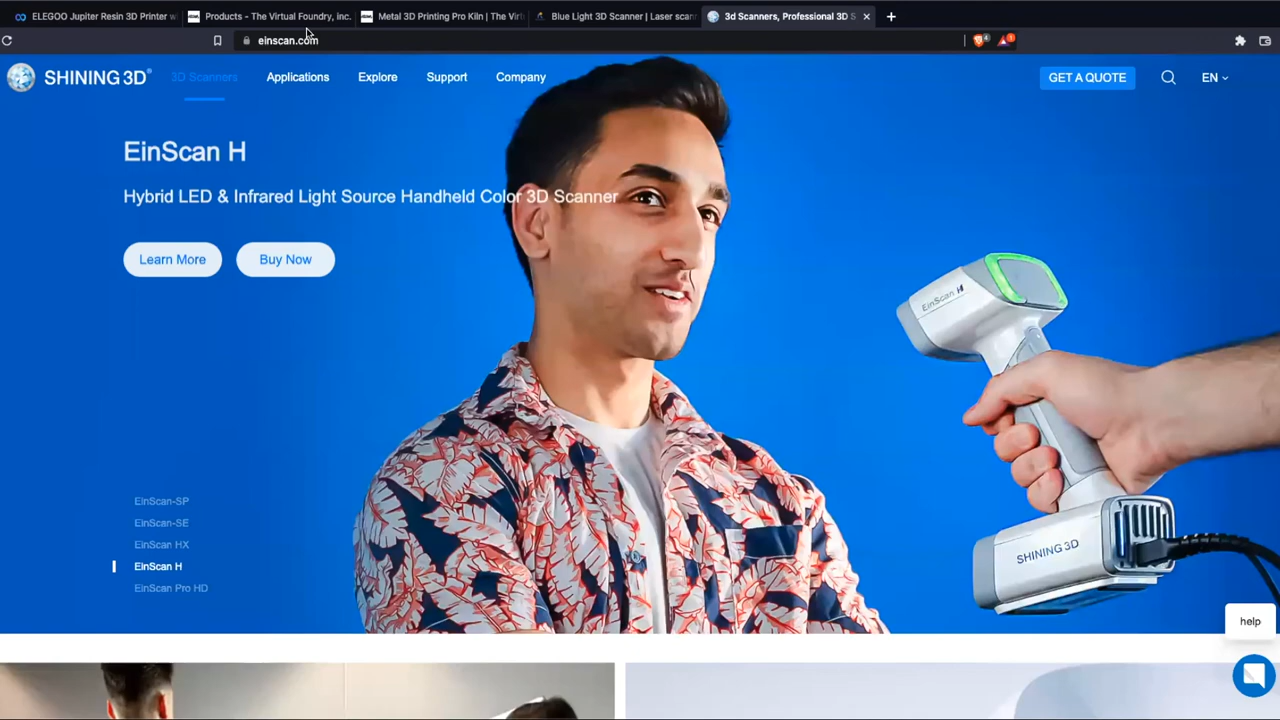 ELEGOO Jupiter Resin 3D Printer w
Products - The Virtual Foundry, inc.
Metal 3D Printing Pro Kiln | The Virt
Blue Light 3D Scanner | Laser scann
3d Scanners, Professional 3D S
einscan.com
4
1
SHINING 3D®
3D Scanners
Applications
Explore
Support
Company
GET A QUOTE
EN
EinScan H
Hybrid LED & Infrared Light Source Handheld Color 3D Scanner
Learn More
Buy Now
EinScan H
SHINING 3D
EinScan-SP
EinScan-SE
EinScan HX
EinScan H
EinScan Pro HD
help